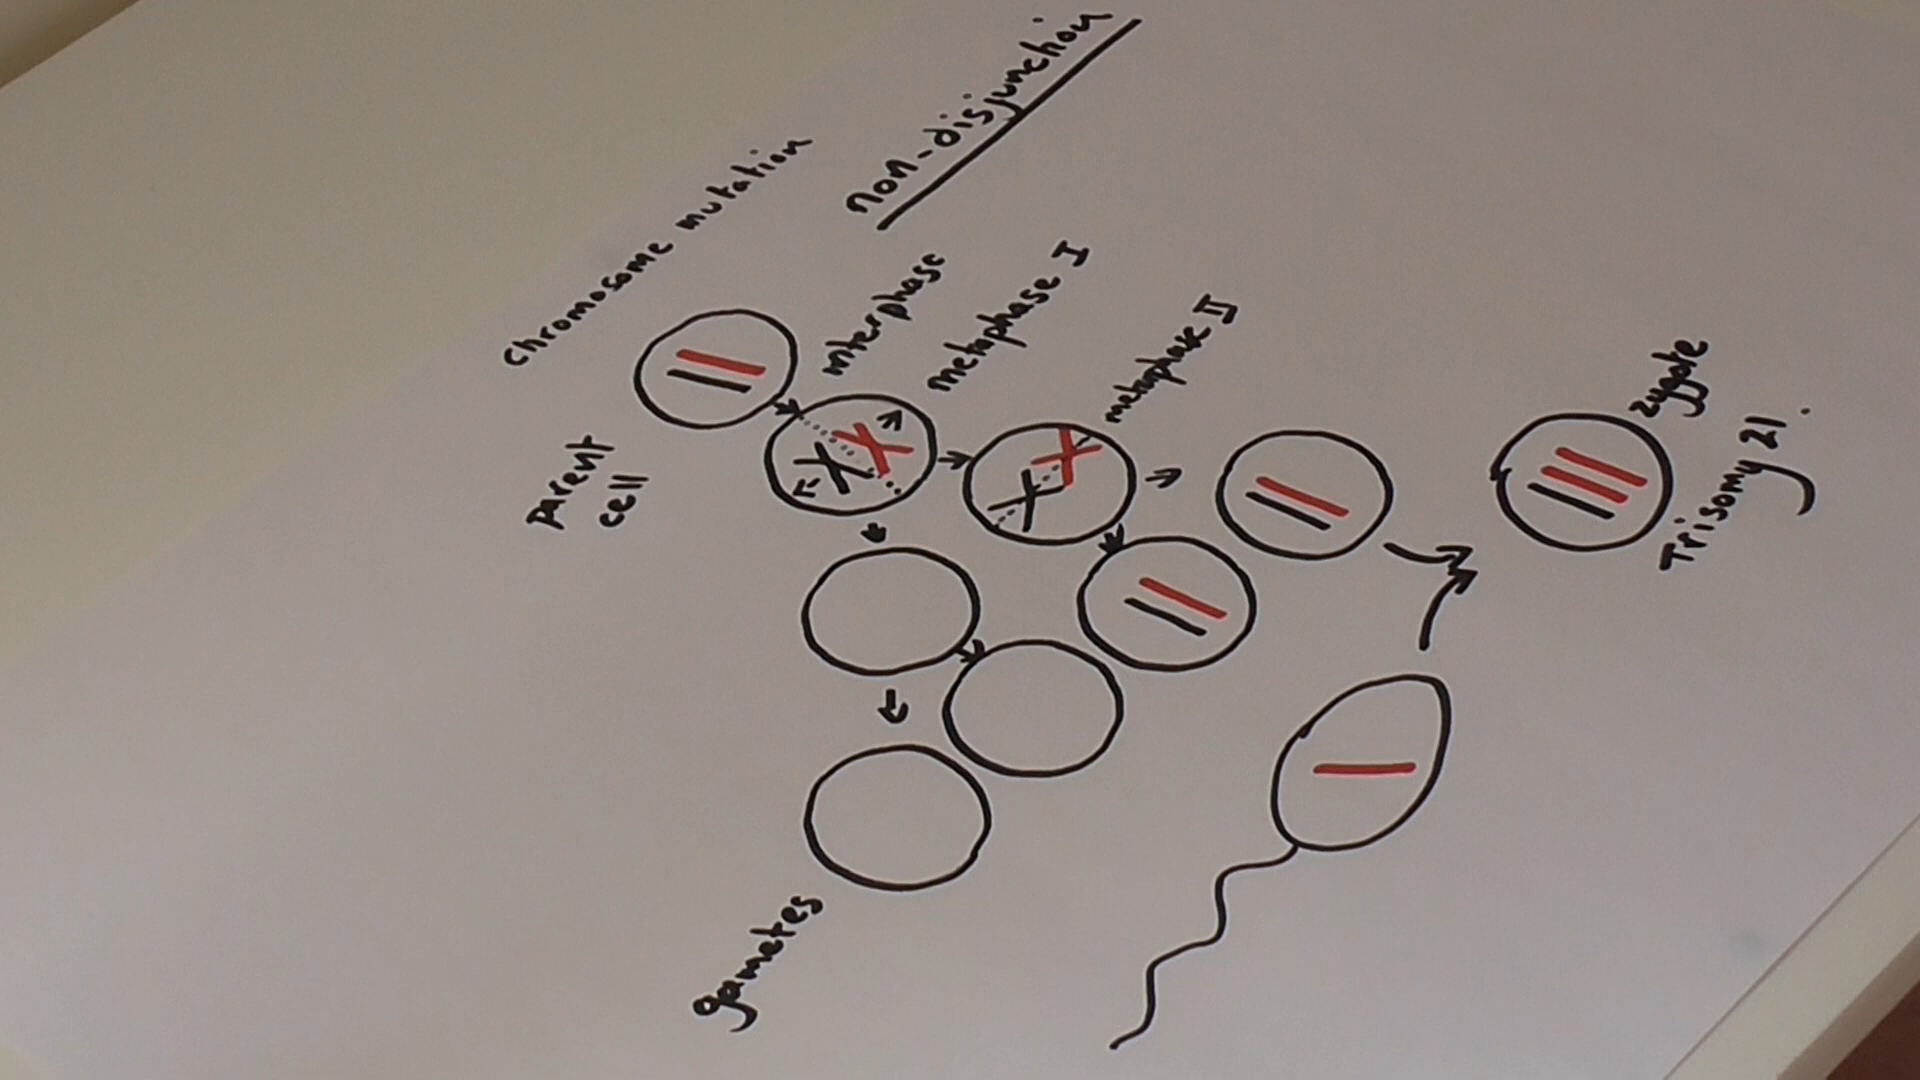 chromosome mutation
non-disjunction
parent
cell
interphase
metaphase I
metaphase II
gametes
zygote
Trisomy 21.